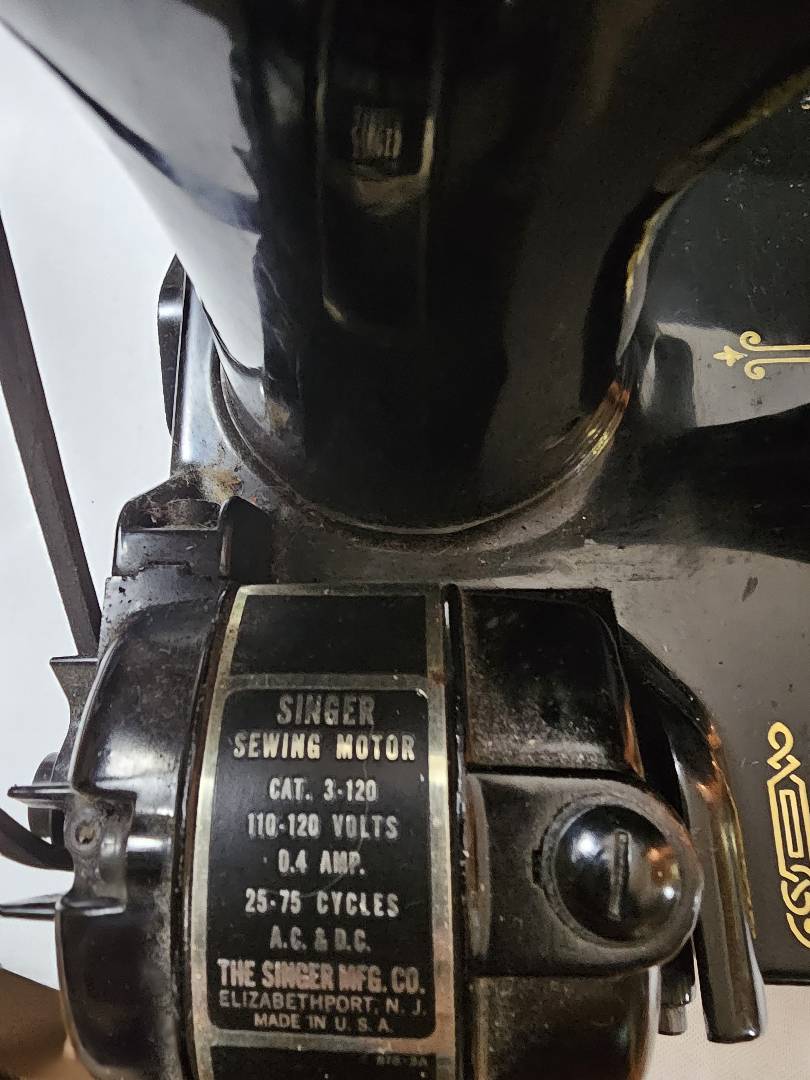 SINGER
SEWING MOTOR
CAT. 3-120
110-120 VOLTS
0.4 AMP.
25-75 CYCLES
A.C. & D.C.
THE SINGER MFG. CO.
ELIZABETHPORT, N. J.
MADE IN U. S. A.